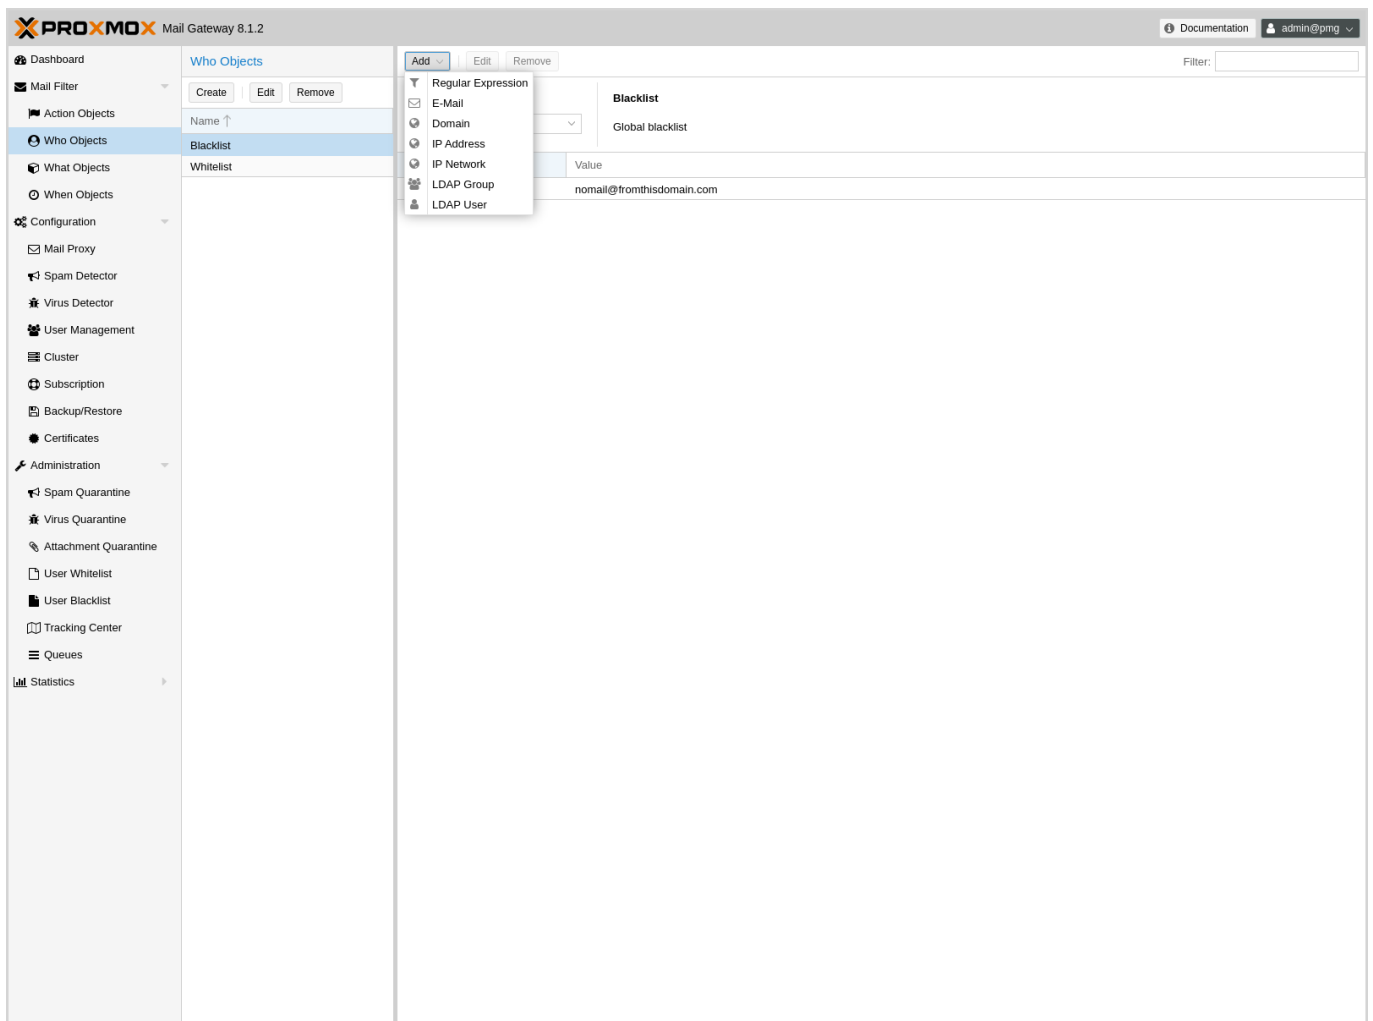 PROXMOX Mail Gateway 8.1.2
Documentation
admin@pmg
Dashboard
Mail Filter
Action Objects
Who Objects
What Objects
When Objects
Configuration
Mail Proxy
Spam Detector
Virus Detector
User Management
Cluster
Subscription
Backup/Restore
Certificates
Administration
Spam Quarantine
Virus Quarantine
Attachment Quarantine
User Whitelist
User Blacklist
Tracking Center
Queues
Statistics
Who Objects
Create
Edit
Remove
Name
Blacklist
Whitelist
Add
Edit
Remove
Filter:
Regular Expression
E-Mail
Domain
IP Address
IP Network
LDAP Group
LDAP User
Blacklist
Global blacklist
Value
nomail@fromthisdomain.com